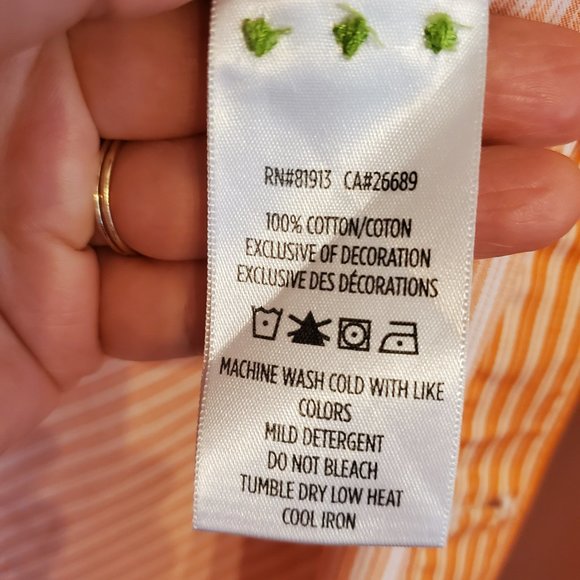 RN#81913 CA#26689
100% COTTON/COTON
EXCLUSIVE OF DECORATION
EXCLUSIVE DES DÉCORATIONS
MACHINE WASH COLD WITH LIKE
COLORS
MILD DETERGENT
DO NOT BLEACH
TUMBLE DRY LOW HEAT
COOL IRON